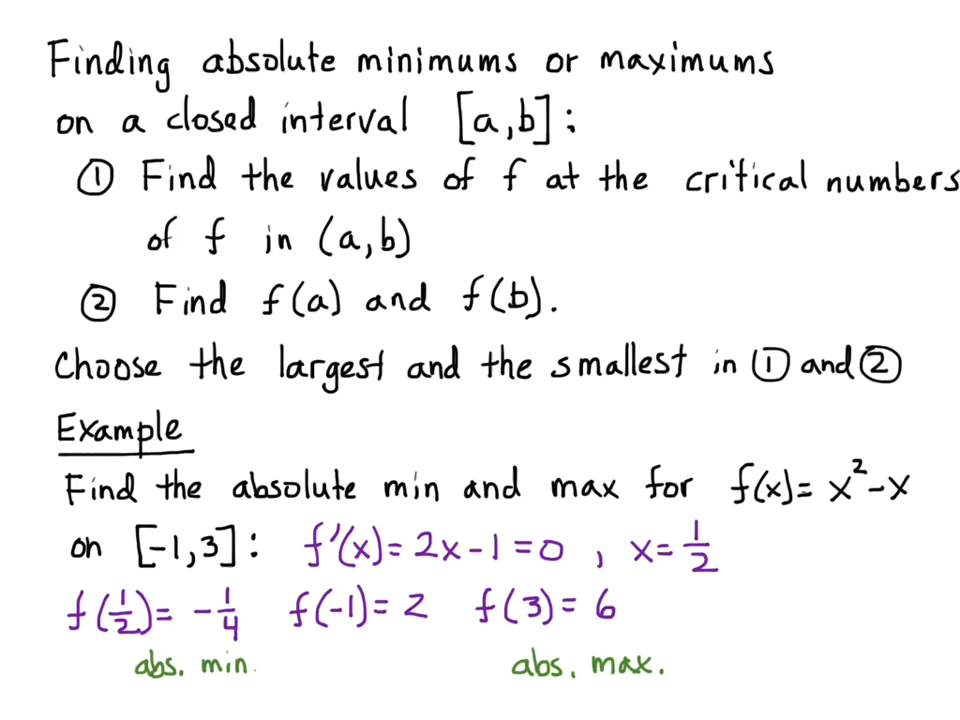 Finding absolute minimums or maximums
on a closed interval [a,b]:
① Find the values of f at the critical numbers
of f in (a,b)
② Find f(a) and f(b).
Choose the largest and the smallest in ① and ②
Example
Find the absolute min and max for f(x)= x²-x
on [-1,3]: f'(x)= 2x-1=0, x=1/2
f(1/2)= -1/4 f(-1)= 2 f(3)= 6
abs. min. abs. max.